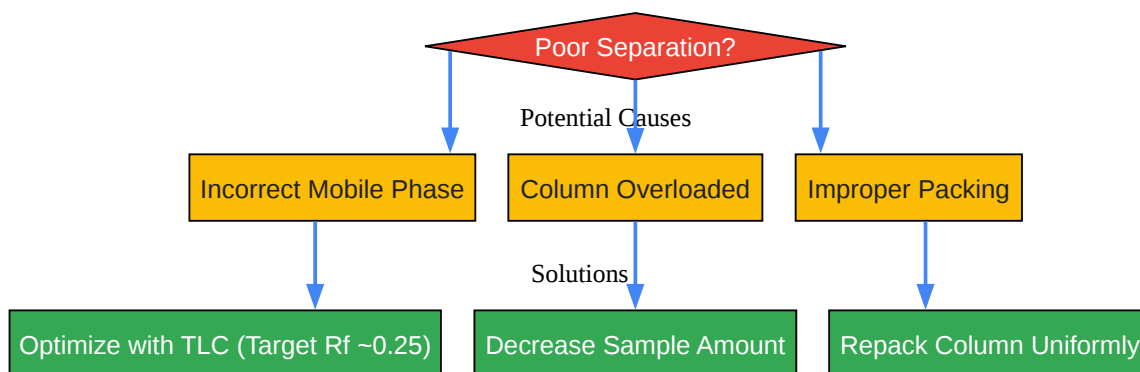 Poor Separation?
Potential Causes
Incorrect Mobile Phase
Column Overloaded
Improper Packing
Solutions
Optimize with TLC (Target Rf ~0.25)
Decrease Sample Amount
Repack Column Uniformly